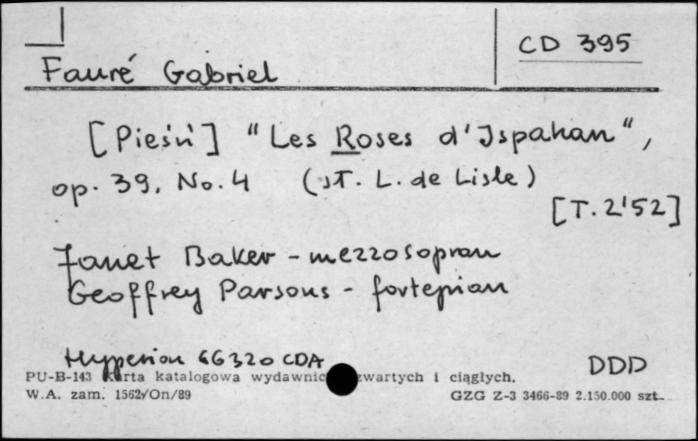 CD 395
Fauré Gabriel
[Pieśń] "Les Roses d'Ispahan",
op. 39, No. 4 (sł. L. de Lisle)
[T. 2'52]
Janet Baker - mezzosopran
Geoffrey Parsons - fortepian
Hyperion 66320 CDA
DDD
PU-B-143 Karta katalogowa wydawnic zwartych i ciągłych.
W.A. zam. 1562/On/89 GZG Z-3 3466-89 2.150.000 szt.